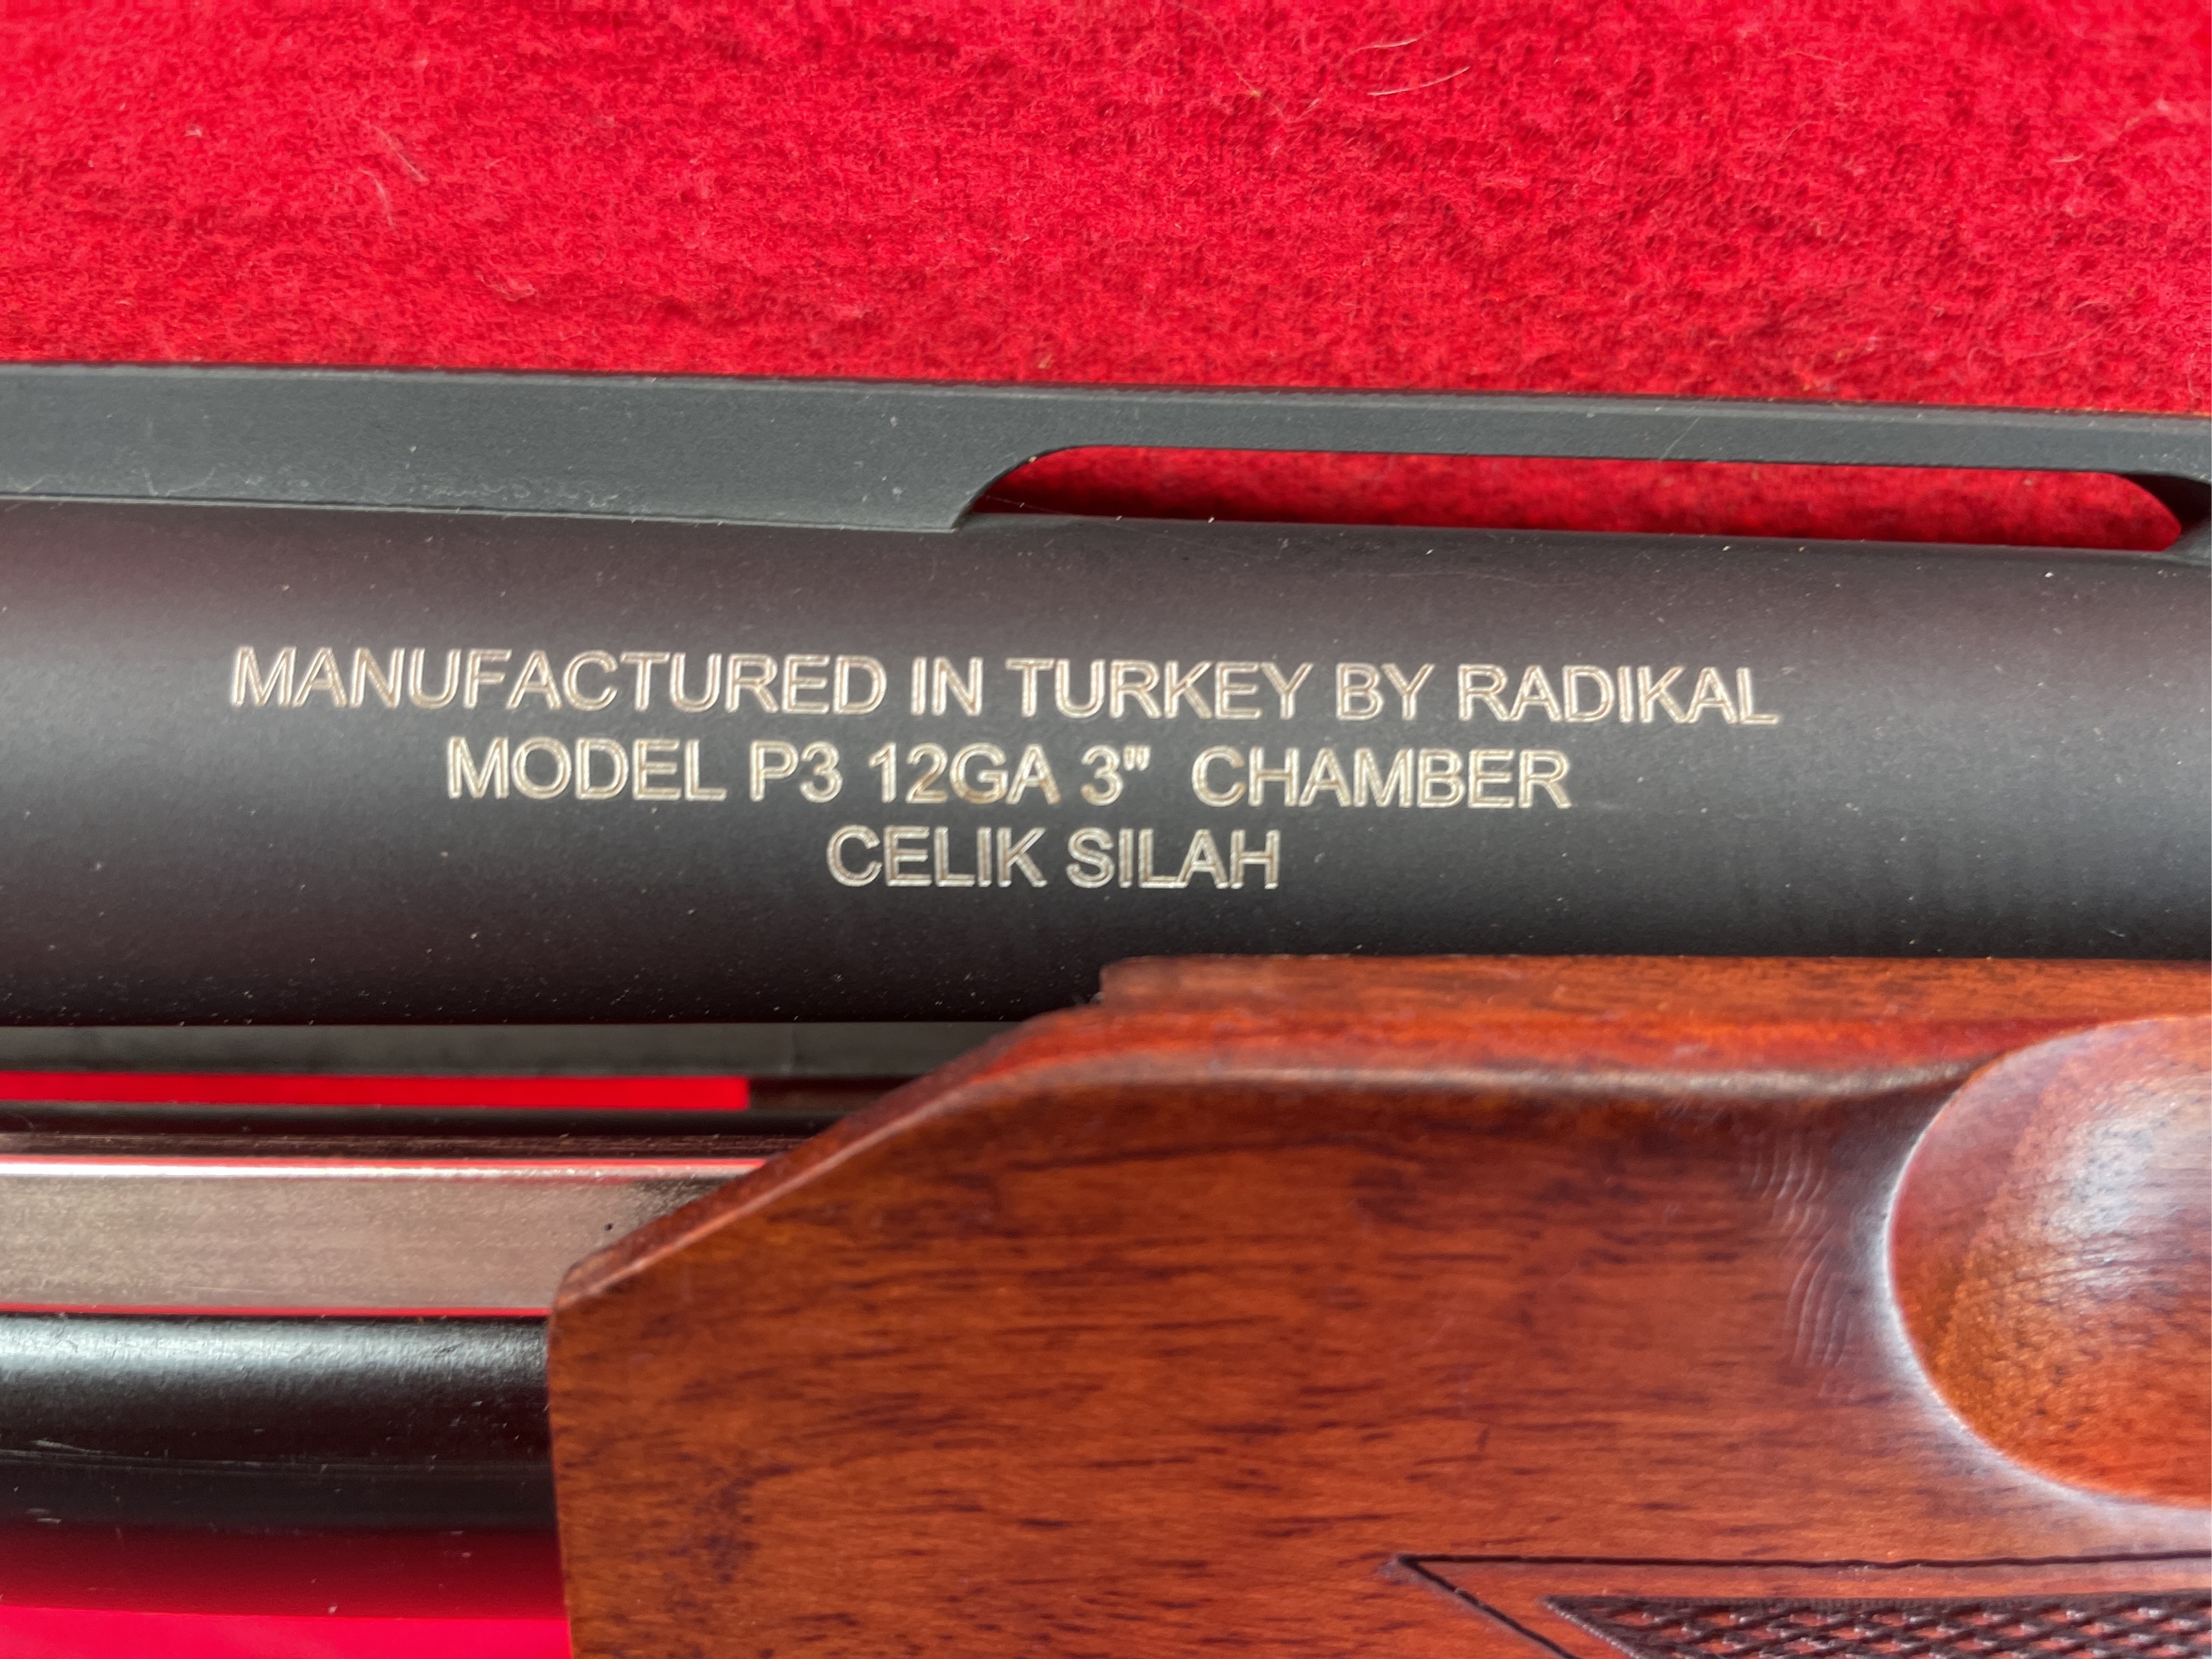 MANUFACTURED IN TURKEY BY RADIKAL
MODEL P3 12GA 3" CHAMBER
CELIK SILAH